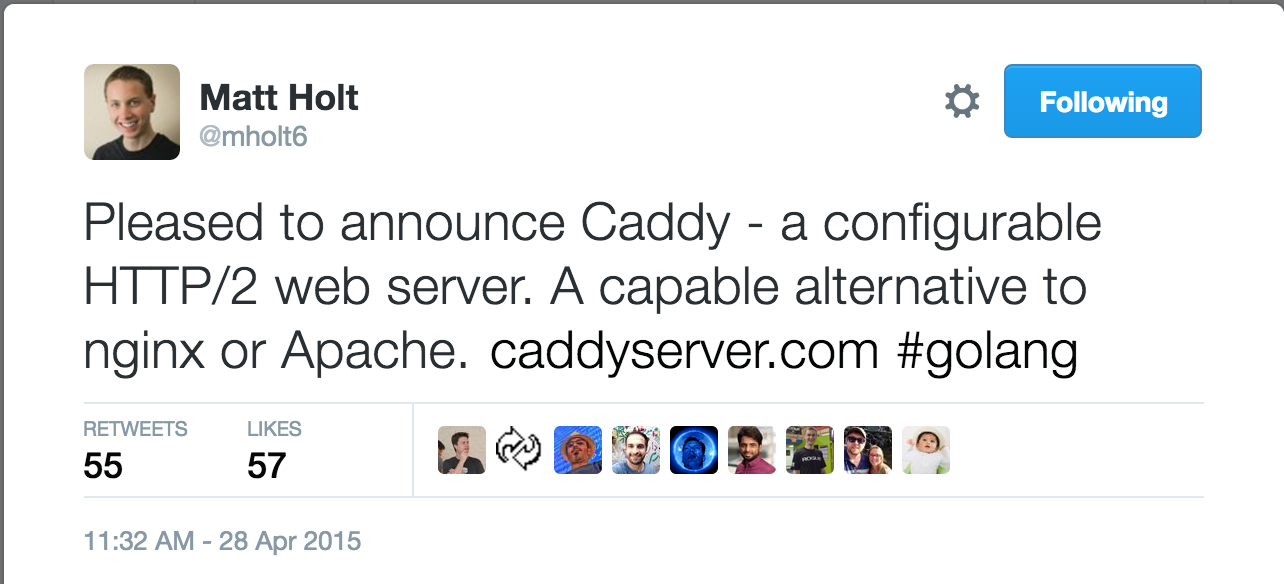 Matt Holt
@mholt6
Following
Pleased to announce Caddy - a configurable
HTTP/2 web server. A capable alternative to
nginx or Apache. caddyserver.com #golang
RETWEETS
LIKES
55
57
11:32 AM - 28 Apr 2015